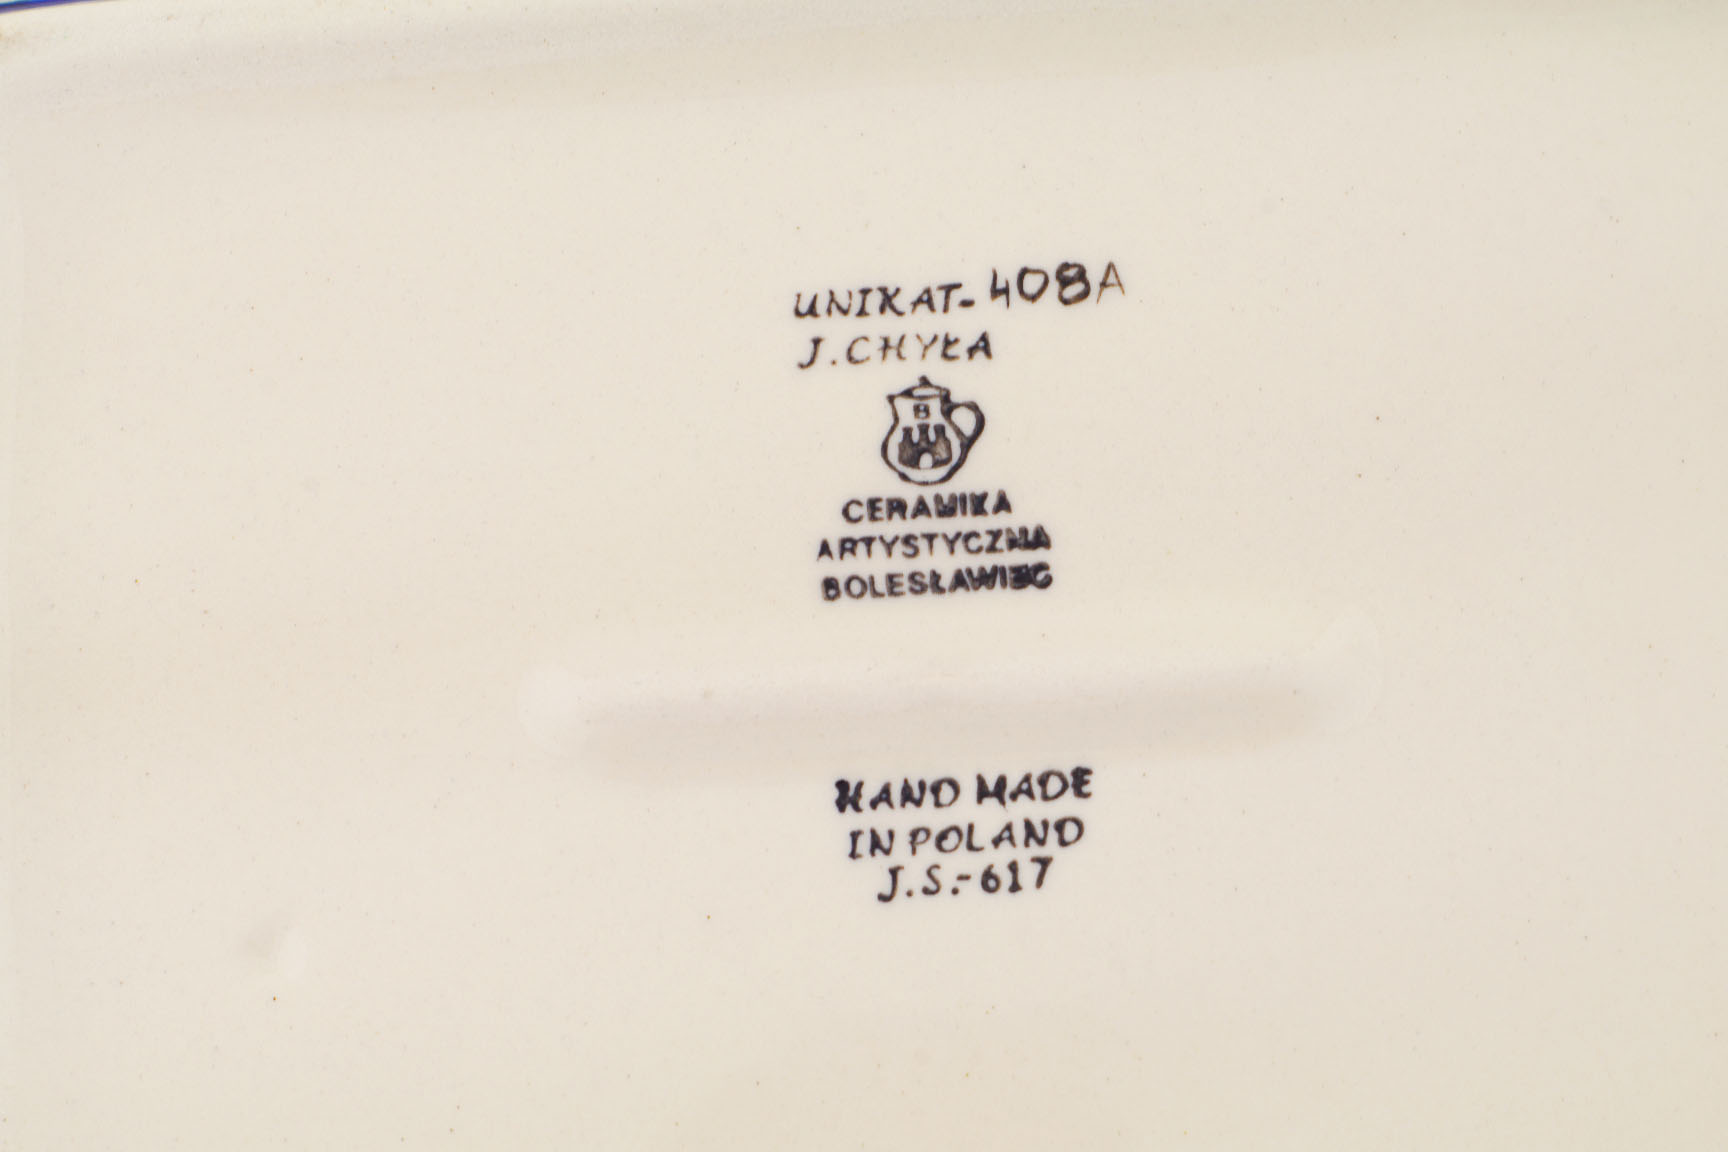 UNIKAT-408A
J.CHYŁA
B
CERAMIKA
ARTYSTYCZNA
BOLESŁAWIEC
HAND MADE
IN POLAND
J.S.-617